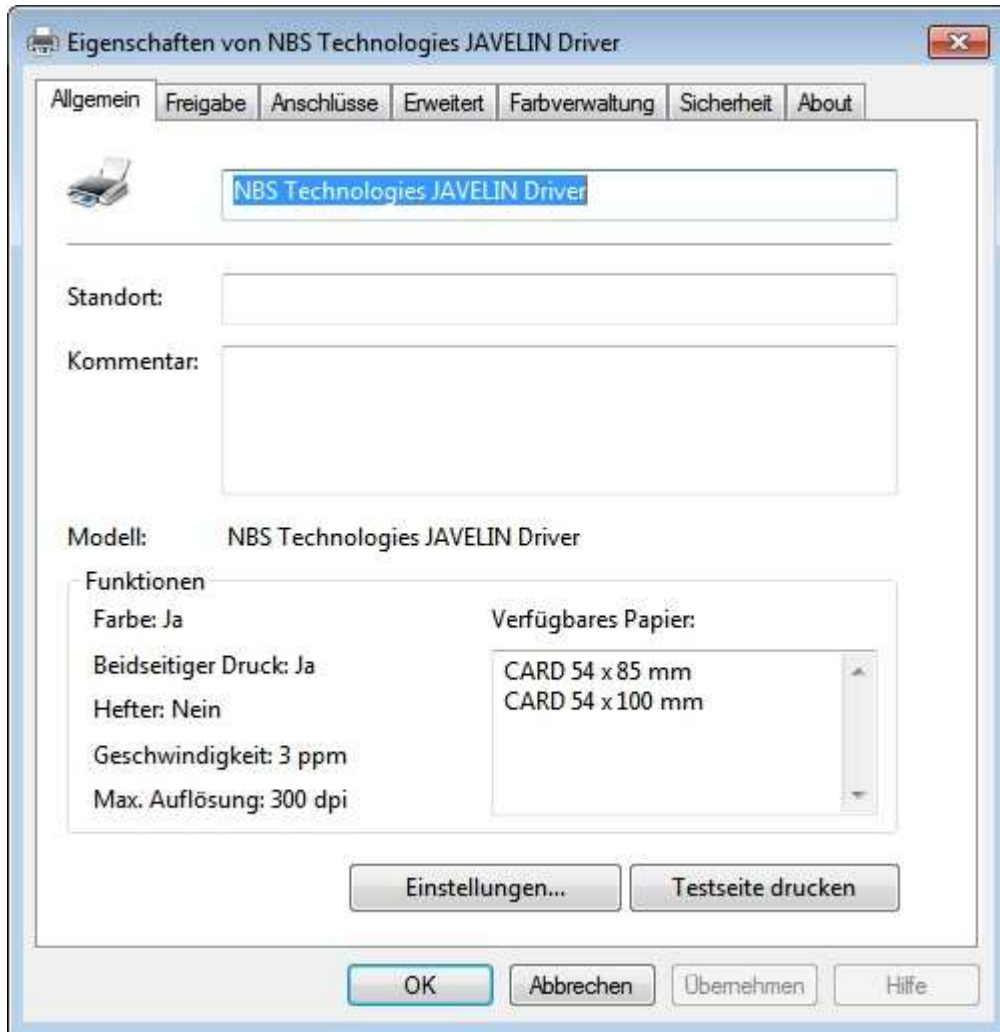 Eigenschaften von NBS Technologies JAVELIN Driver
Allgemein Freigabe Anschlüsse Erweitert Farbverwaltung Sicherheit About
NBS Technologies JAVELIN Driver
Standort:
Kommentar:
Modell: NBS Technologies JAVELIN Driver
Funktionen
Farbe: Ja
Beidseitiger Druck: Ja
Hefter: Nein
Geschwindigkeit: 3 ppm
Max. Auflösung: 300 dpi
Verfügbares Papier:
CARD 54 x 85 mm
CARD 54 x 100 mm
Einstellungen... Testseite drucken
OK Abbrechen Übernehmen Hilfe